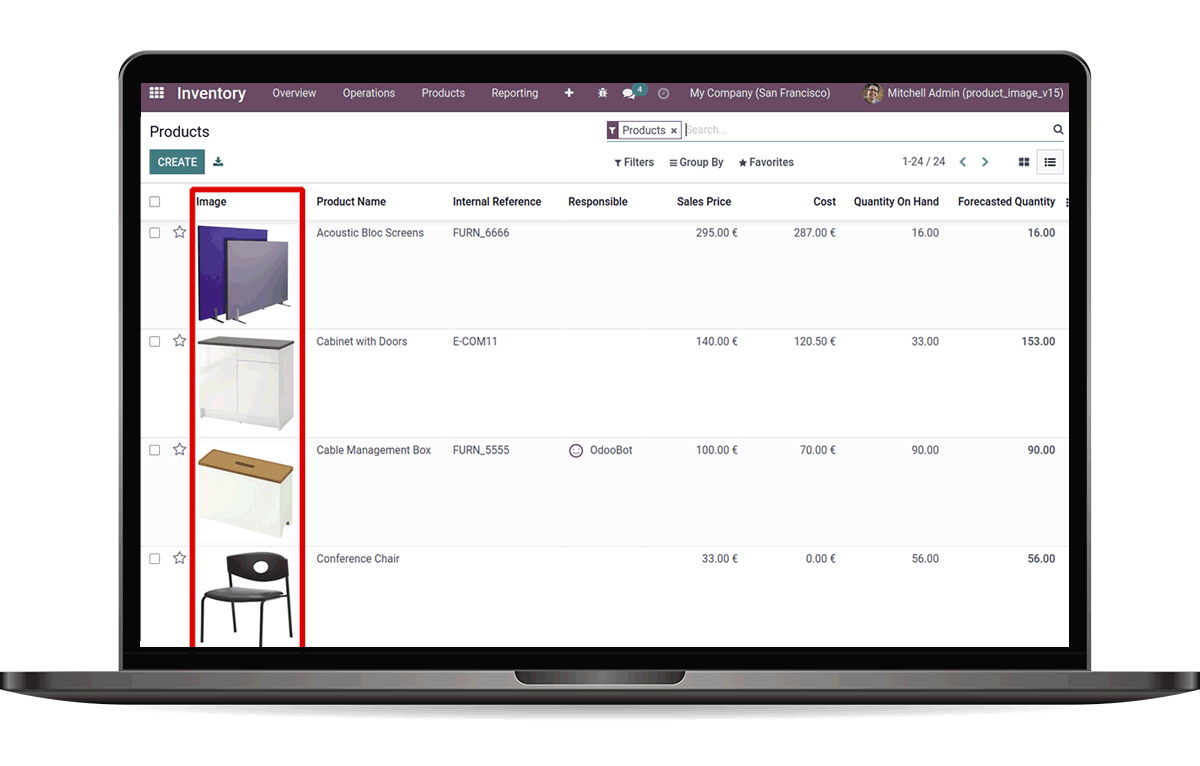 Inventory Overview Operations Products Reporting 4 My Company (San Francisco) Mitchell Admin (product_image_v15)
Products
Products × Search...
CREATE
Filters Group By Favorites 1-24 / 24
Image Product Name Internal Reference Responsible Sales Price Cost Quantity On Hand Forecasted Quantity
Acoustic Bloc Screens FURN_6666 295.00 € 287.00 € 16.00 16.00
Cabinet with Doors E-COM11 140.00 € 120.50 € 33.00 153.00
Cable Management Box FURN_5555 OdooBot 100.00 € 70.00 € 90.00 90.00
Conference Chair 33.00 € 0.00 € 56.00 56.00